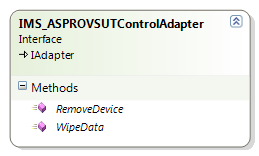 IMS_ASPROVSUTControlAdapter
Interface
IAdapter
Methods
RemoveDevice
WipeData